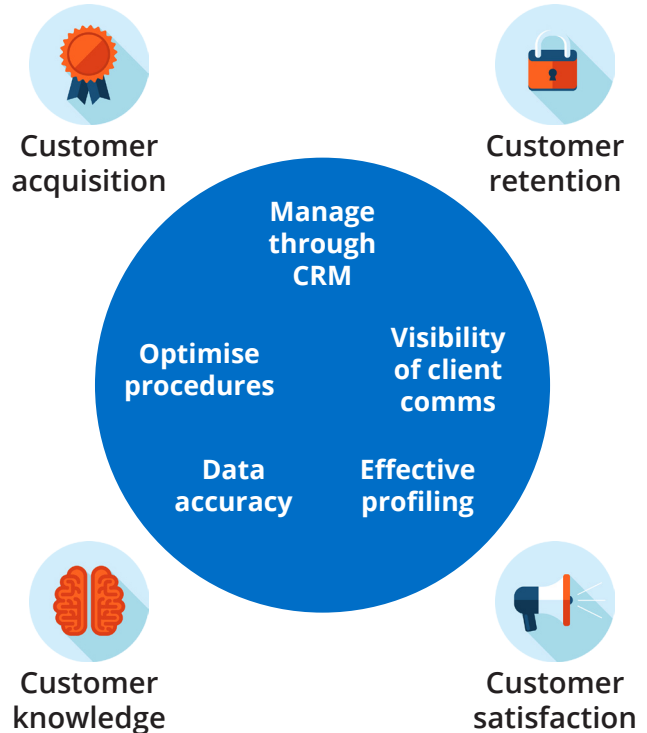 Customer
acquisition
Customer
retention
Manage
through
CRM
Optimise
procedures
Visibility
of client
comms
Data
accuracy
Effective
profiling
Customer
knowledge
Customer
satisfaction